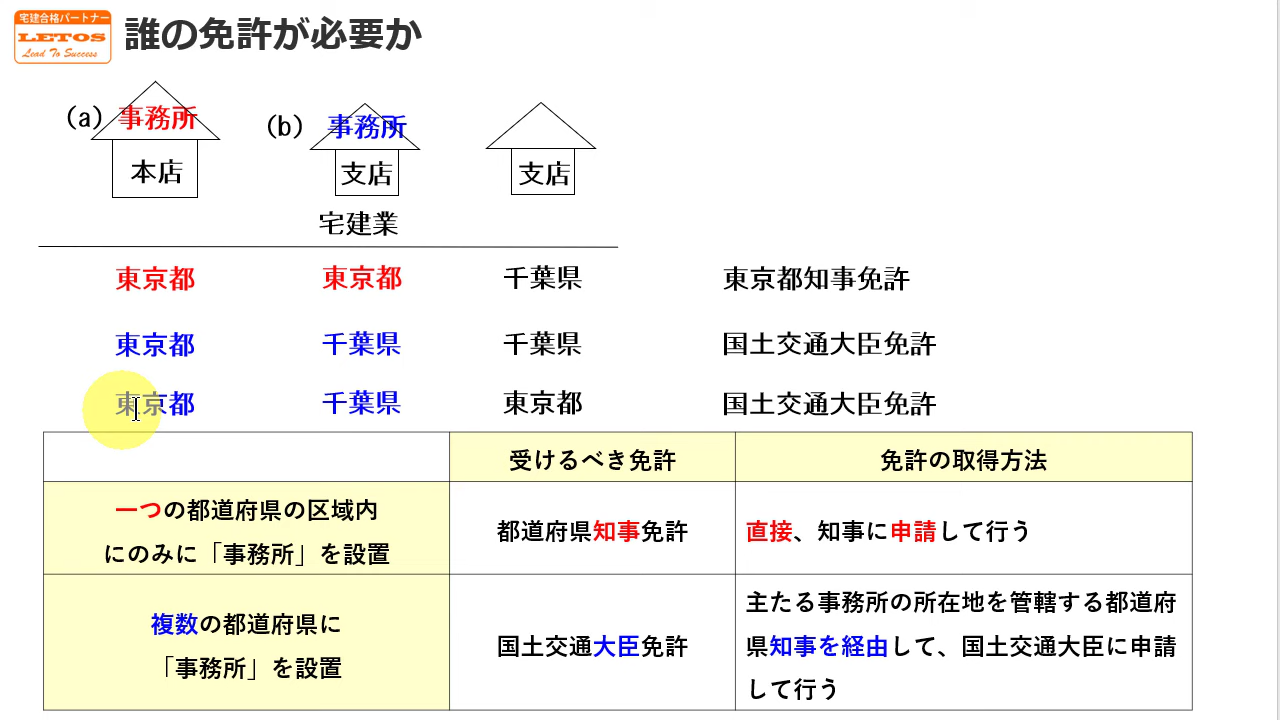 宅建合格パートナー
LETOS
Lead To Success
誰の免許が必要か
(a) 事務所 (b) 事務所
本店 支店 支店
宅建業
東京都 東京都 千葉県 東京都知事免許
東京都 千葉県 千葉県 国土交通大臣免許
東京都 千葉県 東京都 国土交通大臣免許
受けるべき免許 免許の取得方法
一つの都道府県の区域内
にのみに「事務所」を設置
都道府県知事免許
直接、知事に申請して行う
複数の都道府県に
「事務所」を設置
国土交通大臣免許
主たる事務所の所在地を管轄する都道府
県知事を経由して、国土交通大臣に申請
して行う